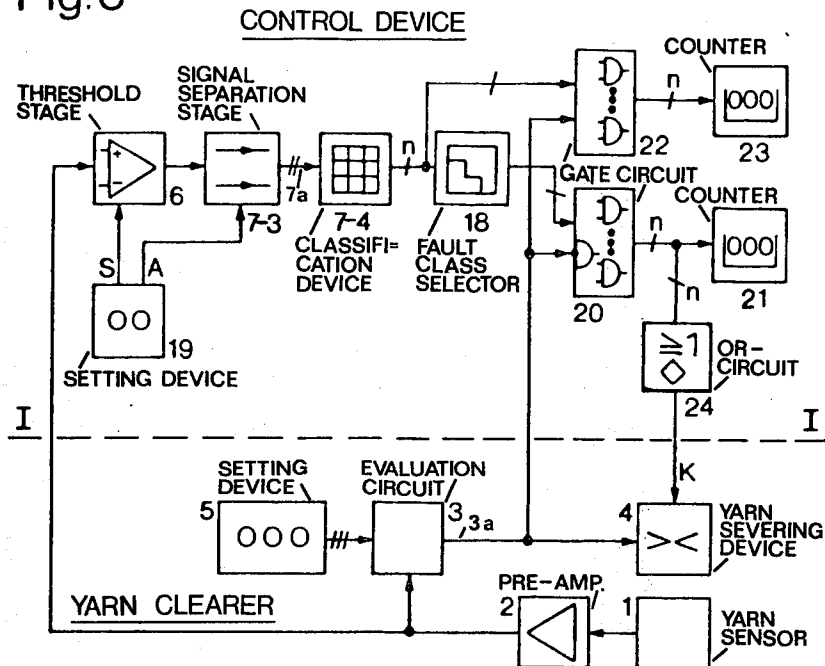 Fig. 6
CONTROL DEVICE
THRESHOLD
STAGE
SIGNAL
SEPARATION
STAGE
COUNTER
n
000
+
−
6
7a
7-3
7-4
n
18
22
23
GATE CIRCUIT
CLASSIFI=
CATION
DEVICE
FAULT
CLASS
SELECTOR
COUNTER
n
000
20
21
n
S A
OO
19
SETTING DEVICE
≥1
OR-
CIRCUIT
24
I I
K
SETTING
DEVICE
EVALUATION
CIRCUIT
5
OOO
3
3a
4
><
YARN
SEVERING
DEVICE
YARN CLEARER
PRE-AMP.
2
1
YARN
SENSOR